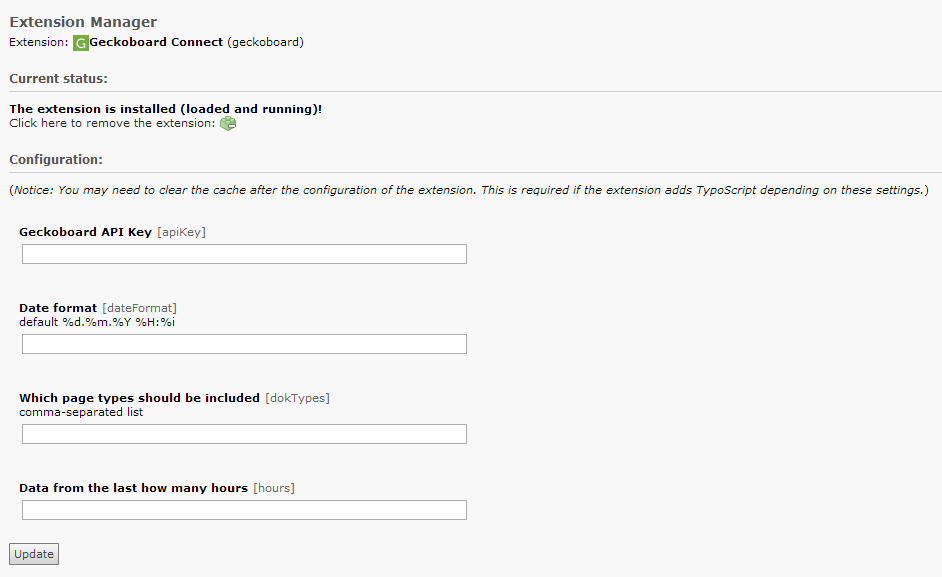 Extension Manager
Extension: G Geckoboard Connect (geckoboard)
Current status:
The extension is installed (loaded and running)!
Click here to remove the extension:
Configuration:
(Notice: You may need to clear the cache after the configuration of the extension. This is required if the extension adds TypoScript depending on these settings.)
Geckoboard API Key [apiKey]
Date format [dateFormat]
default %d.%m.%Y %H:%i
Which page types should be included [dokTypes]
comma-separated list
Data from the last how many hours [hours]
Update